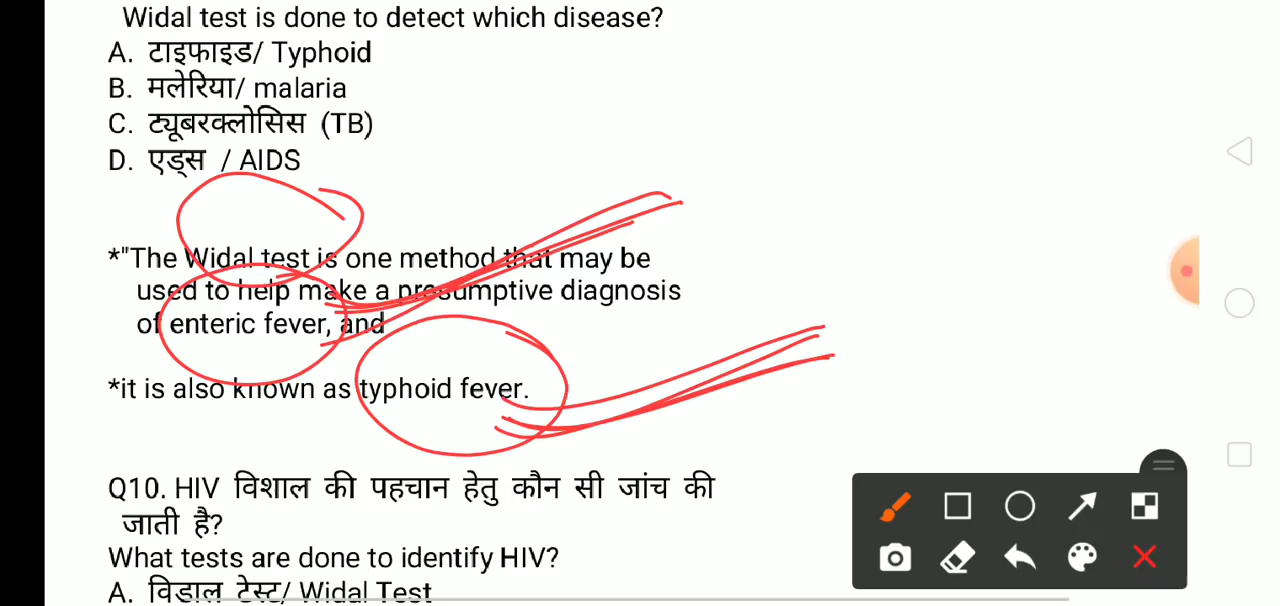 Widal test is done to detect which disease?
A. टाइफाइड/ Typhoid
B. मलेरिया/ malaria
C. ट्यूबरक्लोसिस (TB)
D. एड्स / AIDS
*"The Widal test is one method that may be
used to help make a presumptive diagnosis
of enteric fever, and
*it is also known as typhoid fever.
Q10. HIV विशाल की पहचान हेतु कौन सी जांच की
जाती है?
What tests are done to identify HIV?
A. विडाल टेस्ट/ Widal Test